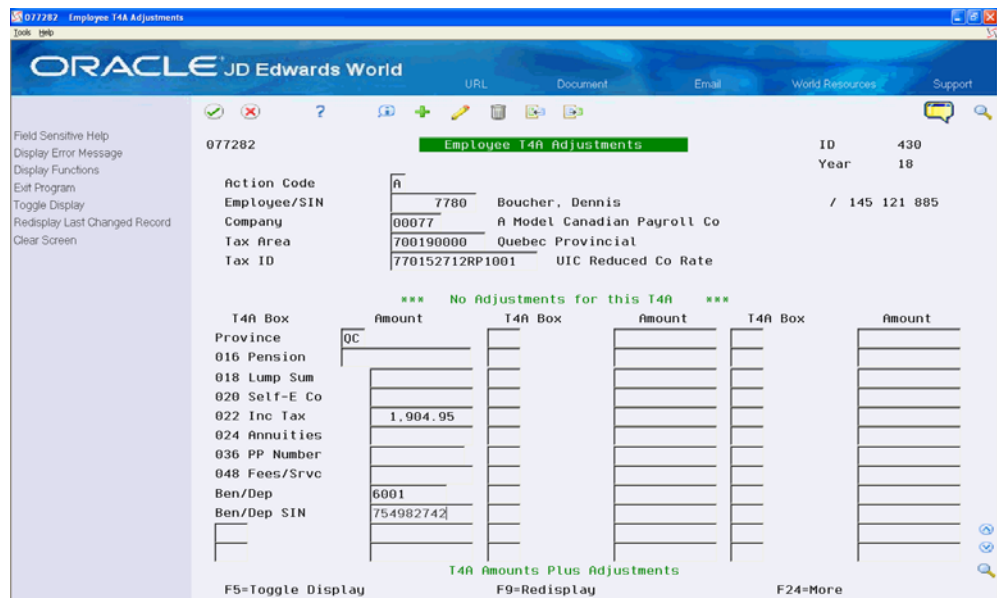 077282 Employee T4A Adjustments
Tools Help
ORACLE JD Edwards World
URL Document Email World Resources Support
Field Sensitive Help
Display Error Message
Display Functions
Exit Program
Toggle Display
Redisplay Last Changed Record
Clear Screen
077282 Employee T4A Adjustments ID 430
Year 18
Action Code A
Employee/SIN 7780 Boucher, Dennis / 145 121 885
Company 00077 A Model Canadian Payroll Co
Tax Area 700190000 Quebec Provincial
Tax ID 770152712RP1001 UIC Reduced Co Rate
*** No Adjustments for this T4A ***
T4A Box Amount T4A Box Amount T4A Box Amount
Province QC
016 Pension
018 Lump Sum
020 Self-E Co
022 Inc Tax 1,904.95
024 Annuities
036 PP Number
048 Fees/Srvc
Ben/Dep 6001
Ben/Dep SIN 754982742
T4A Amounts Plus Adjustments
F5=Toggle Display F9=Redisplay F24=More